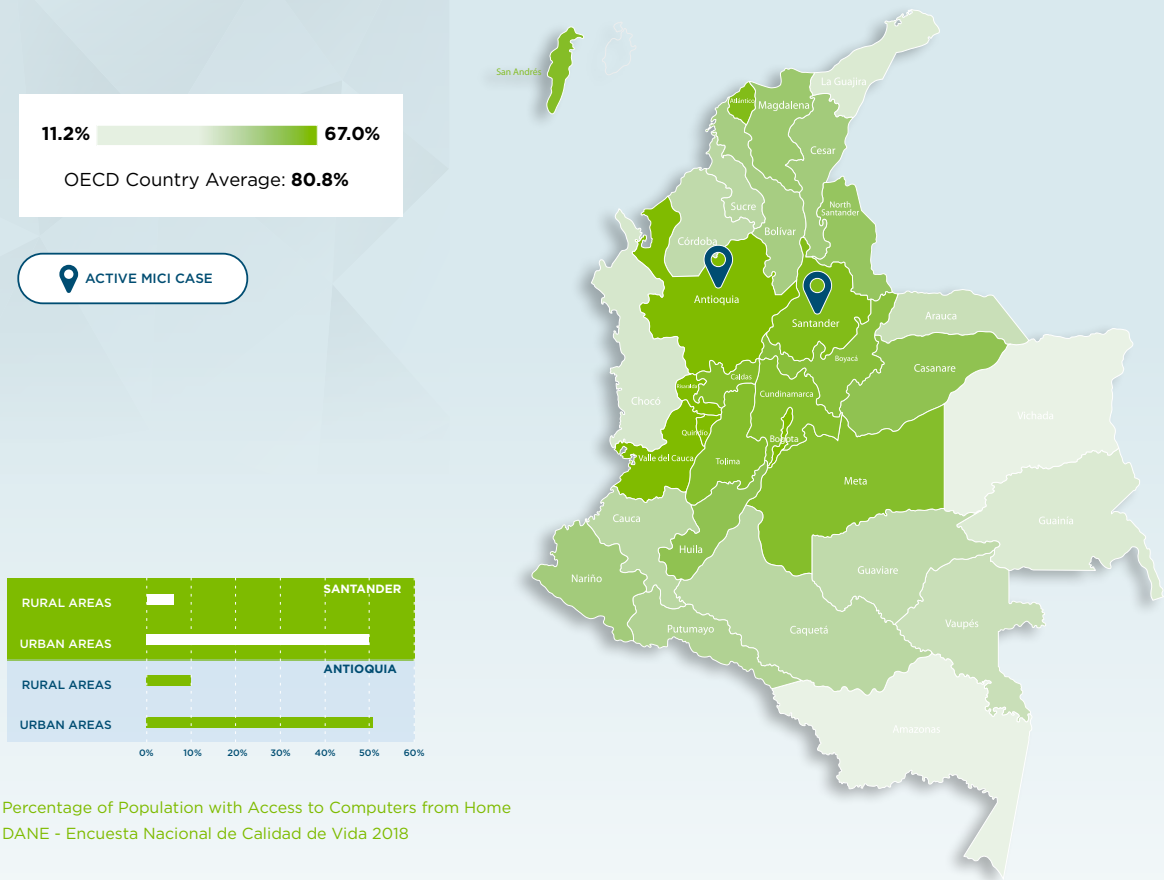 11.2%
67.0%
OECD Country Average: 80.8%
ACTIVE MICI CASE
San Andrés
La Guajira
Atlántico
Magdalena
Cesar
North
Santander
Sucre
Bolívar
Córdoba
Antioquia
Santander
Arauca
Boyacá
Casanare
Caldas
Risaralda
Cundinamarca
Chocó
Vichada
Quindío
Bogota
Valle del Cauca
Tolima
Meta
Cauca
Guainía
Huila
Guaviare
Nariño
Putumayo
Caquetá
Vaupés
Amazonas
SANTANDER
RURAL AREAS
URBAN AREAS
ANTIOQUIA
RURAL AREAS
URBAN AREAS
0% 10% 20% 30% 40% 50% 60%
Percentage of Population with Access to Computers from Home
DANE - Encuesta Nacional de Calidad de Vida 2018